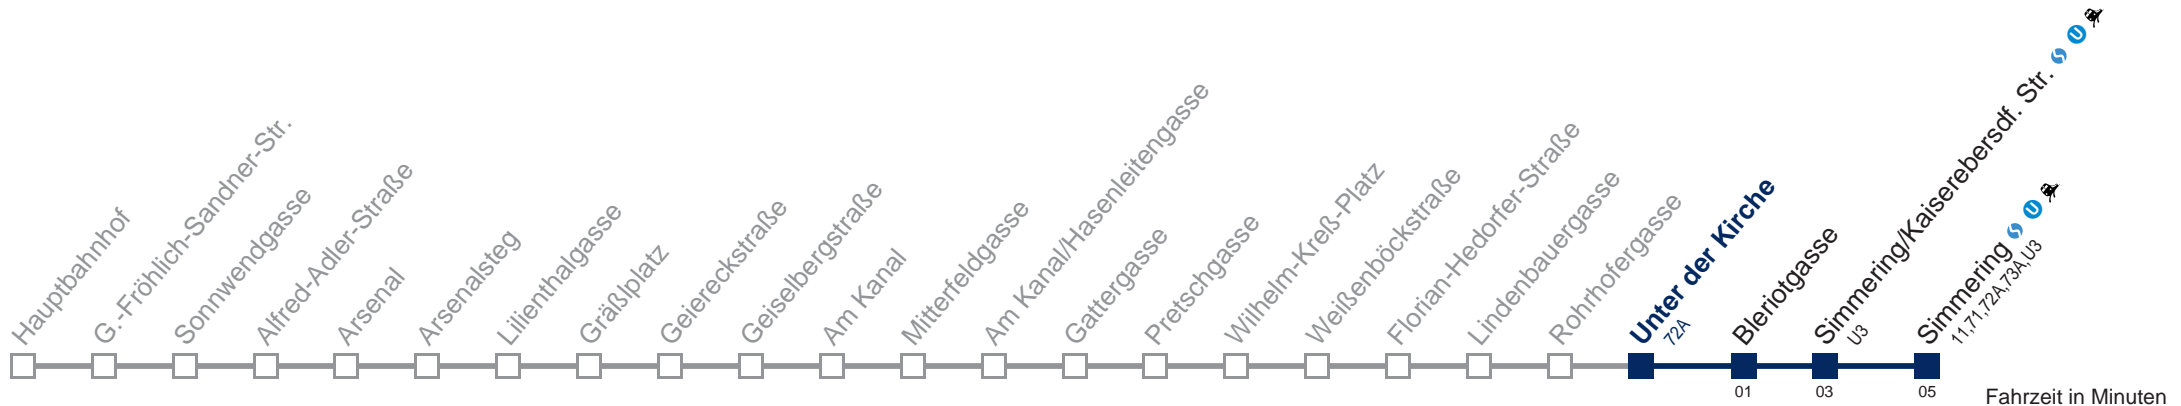 Hauptbahnhof
G.-Fröhlich-Sandner-Str.
Sonnwendgasse
Alfred-Adler-Straße
Arsenal
Arsenalsteg
Lilienthalgasse
Gräßlplatz
Geiereckstraße
Geiselbergstraße
Am Kanal
Mitterfeldgasse
Am Kanal/Hasenleitengasse
Gattergasse
Pretschgasse
Wilhelm-Kreß-Platz
Weißenböckstraße
Florian-Hedorfer-Straße
Lindenbauergasse
Rohrhofergasse
Unter der Kirche
72A
Bleriotgasse
Simmering/Kaiserebersdf. Str. S U
U3
Simmering S U
11,71,72A,73A,U3
01
03
05
Fahrzeit in Minuten